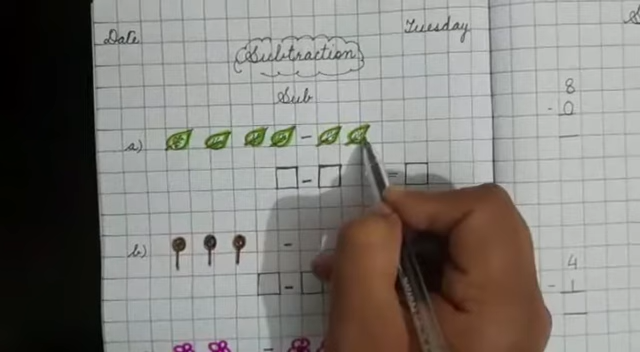 Date
Tuesday
Subtraction
Sub
a) -
- =
b) -
-
-
8
- 0
4
- 1